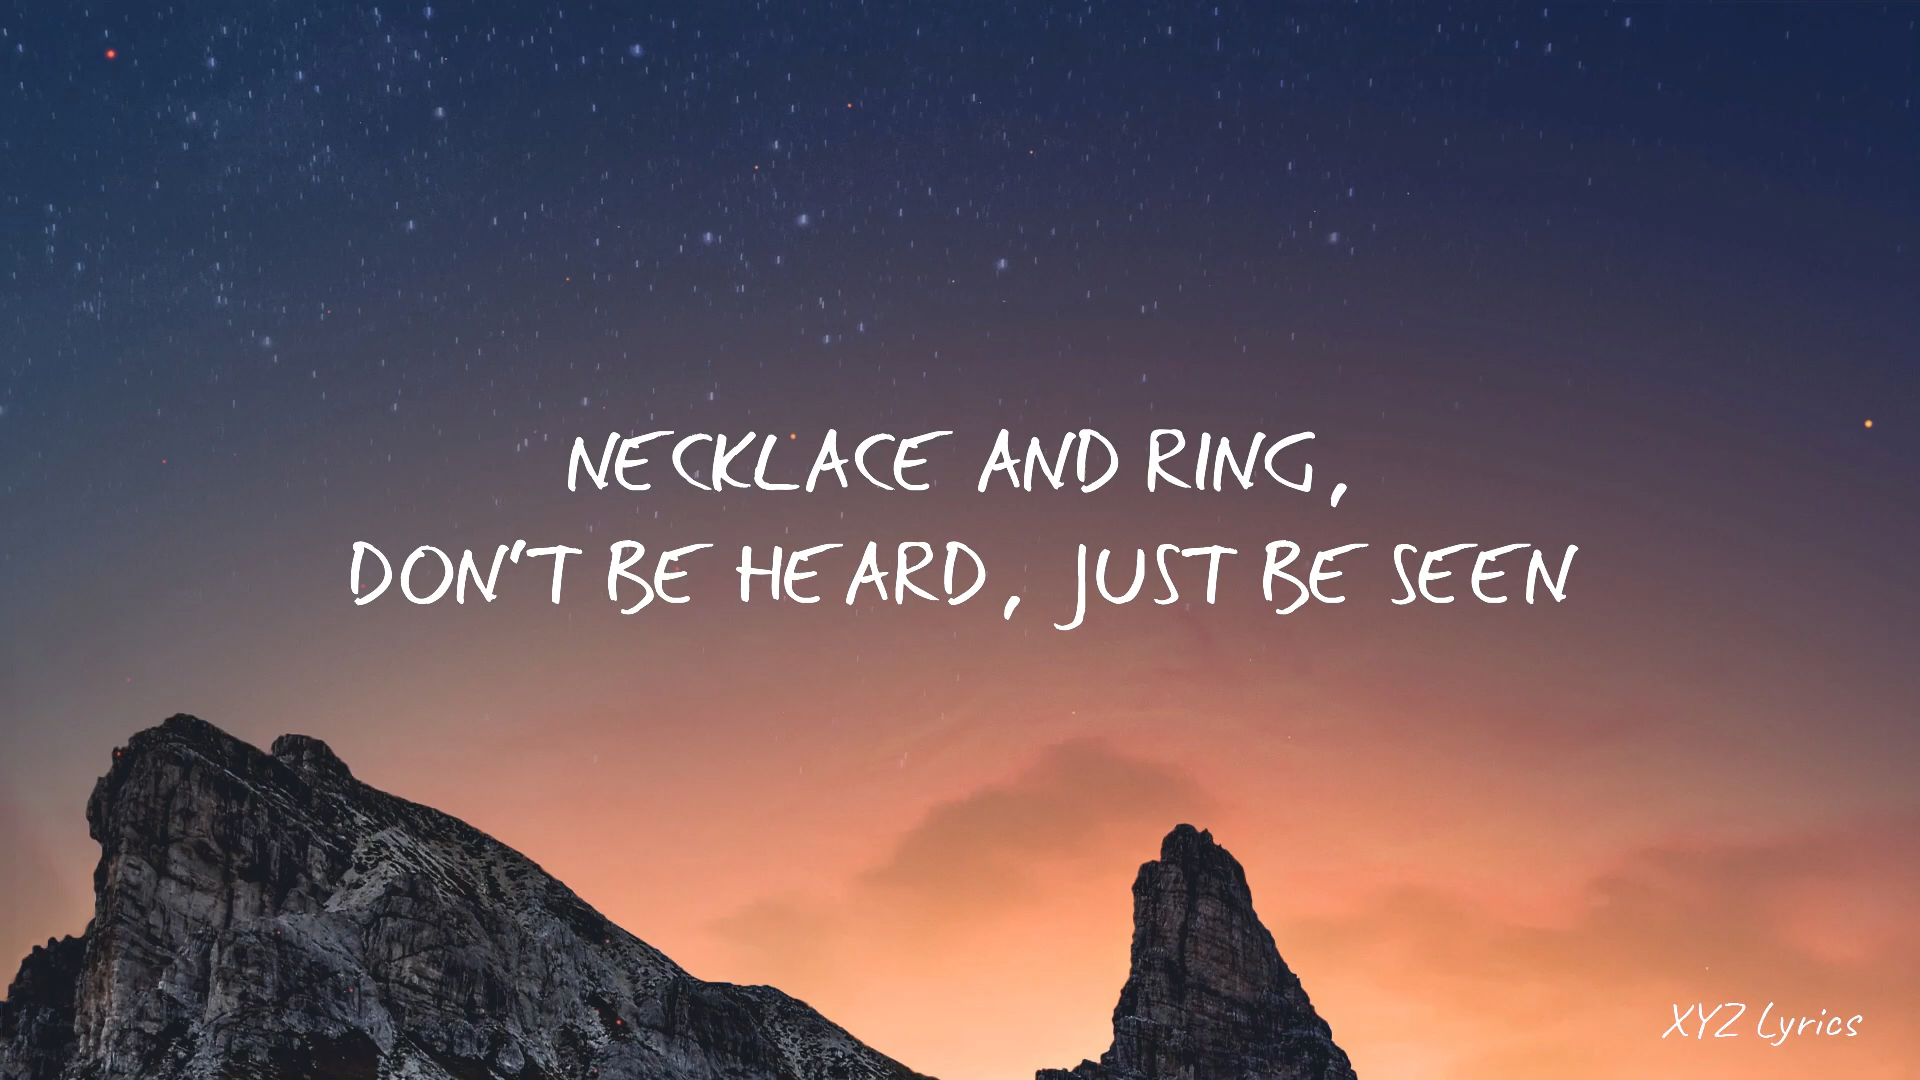 NECKLACE AND RING,
DON'T BE HEARD, JUST BE SEEN
XYZ Lyrics